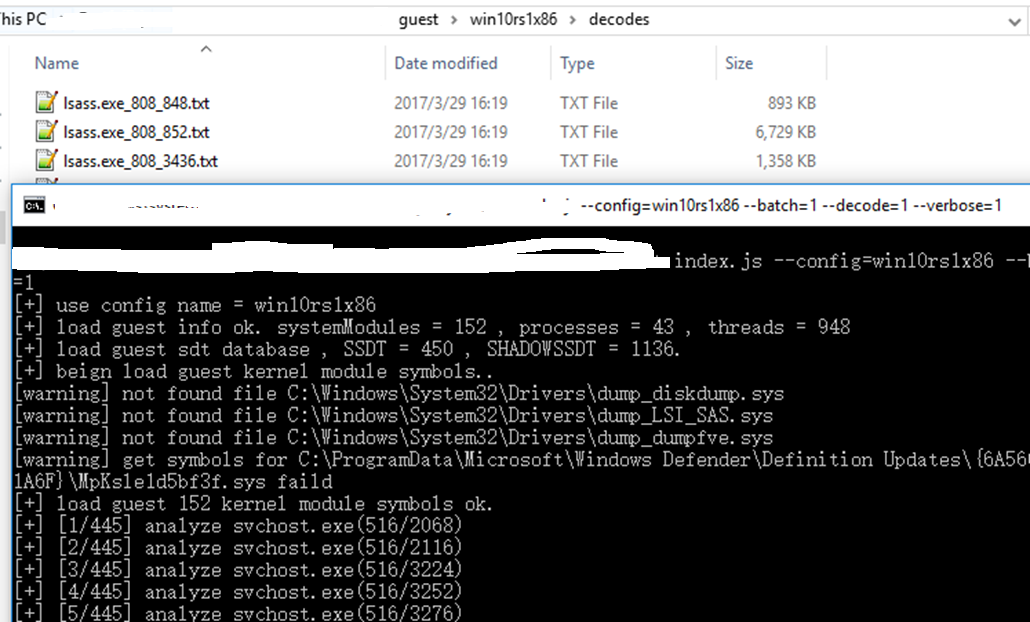 his PC guest > win10rs1x86 > decodes
Name Date modified Type Size
lsass.exe_808_848.txt 2017/3/29 16:19 TXT File 893 KB
lsass.exe_808_852.txt 2017/3/29 16:19 TXT File 6,729 KB
lsass.exe_808_3436.txt 2017/3/29 16:19 TXT File 1,358 KB
C:\. --config=win10rs1x86 --batch=1 --decode=1 --verbose=1
index.js --config=win10rs1x86 --b
=1
[+] use config name = win10rs1x86
[+] load guest info ok. systemModules = 152 , processes = 43 , threads = 948
[+] load guest sdt database , SSDT = 450 , SHADOWSSDT = 1136.
[+] beign load guest kernel module symbols..
[warning] not found file C:\Windows\System32\Drivers\dump_diskdump.sys
[warning] not found file C:\Windows\System32\Drivers\dump_LSI_SAS.sys
[warning] not found file C:\Windows\System32\Drivers\dump_dumpfve.sys
[warning] get symbols for C:\ProgramData\Microsoft\Windows Defender\Definition Updates\{6A560
1A6F}\MpKsle1d5bf3f.sys faild
[+] load guest 152 kernel module symbols ok.
[+] [1/445] analyze svchost.exe(516/2068)
[+] [2/445] analyze svchost.exe(516/2116)
[+] [3/445] analyze svchost.exe(516/3224)
[+] [4/445] analyze svchost.exe(516/3252)
[+] [5/445] analyze svchost.exe(516/3276)